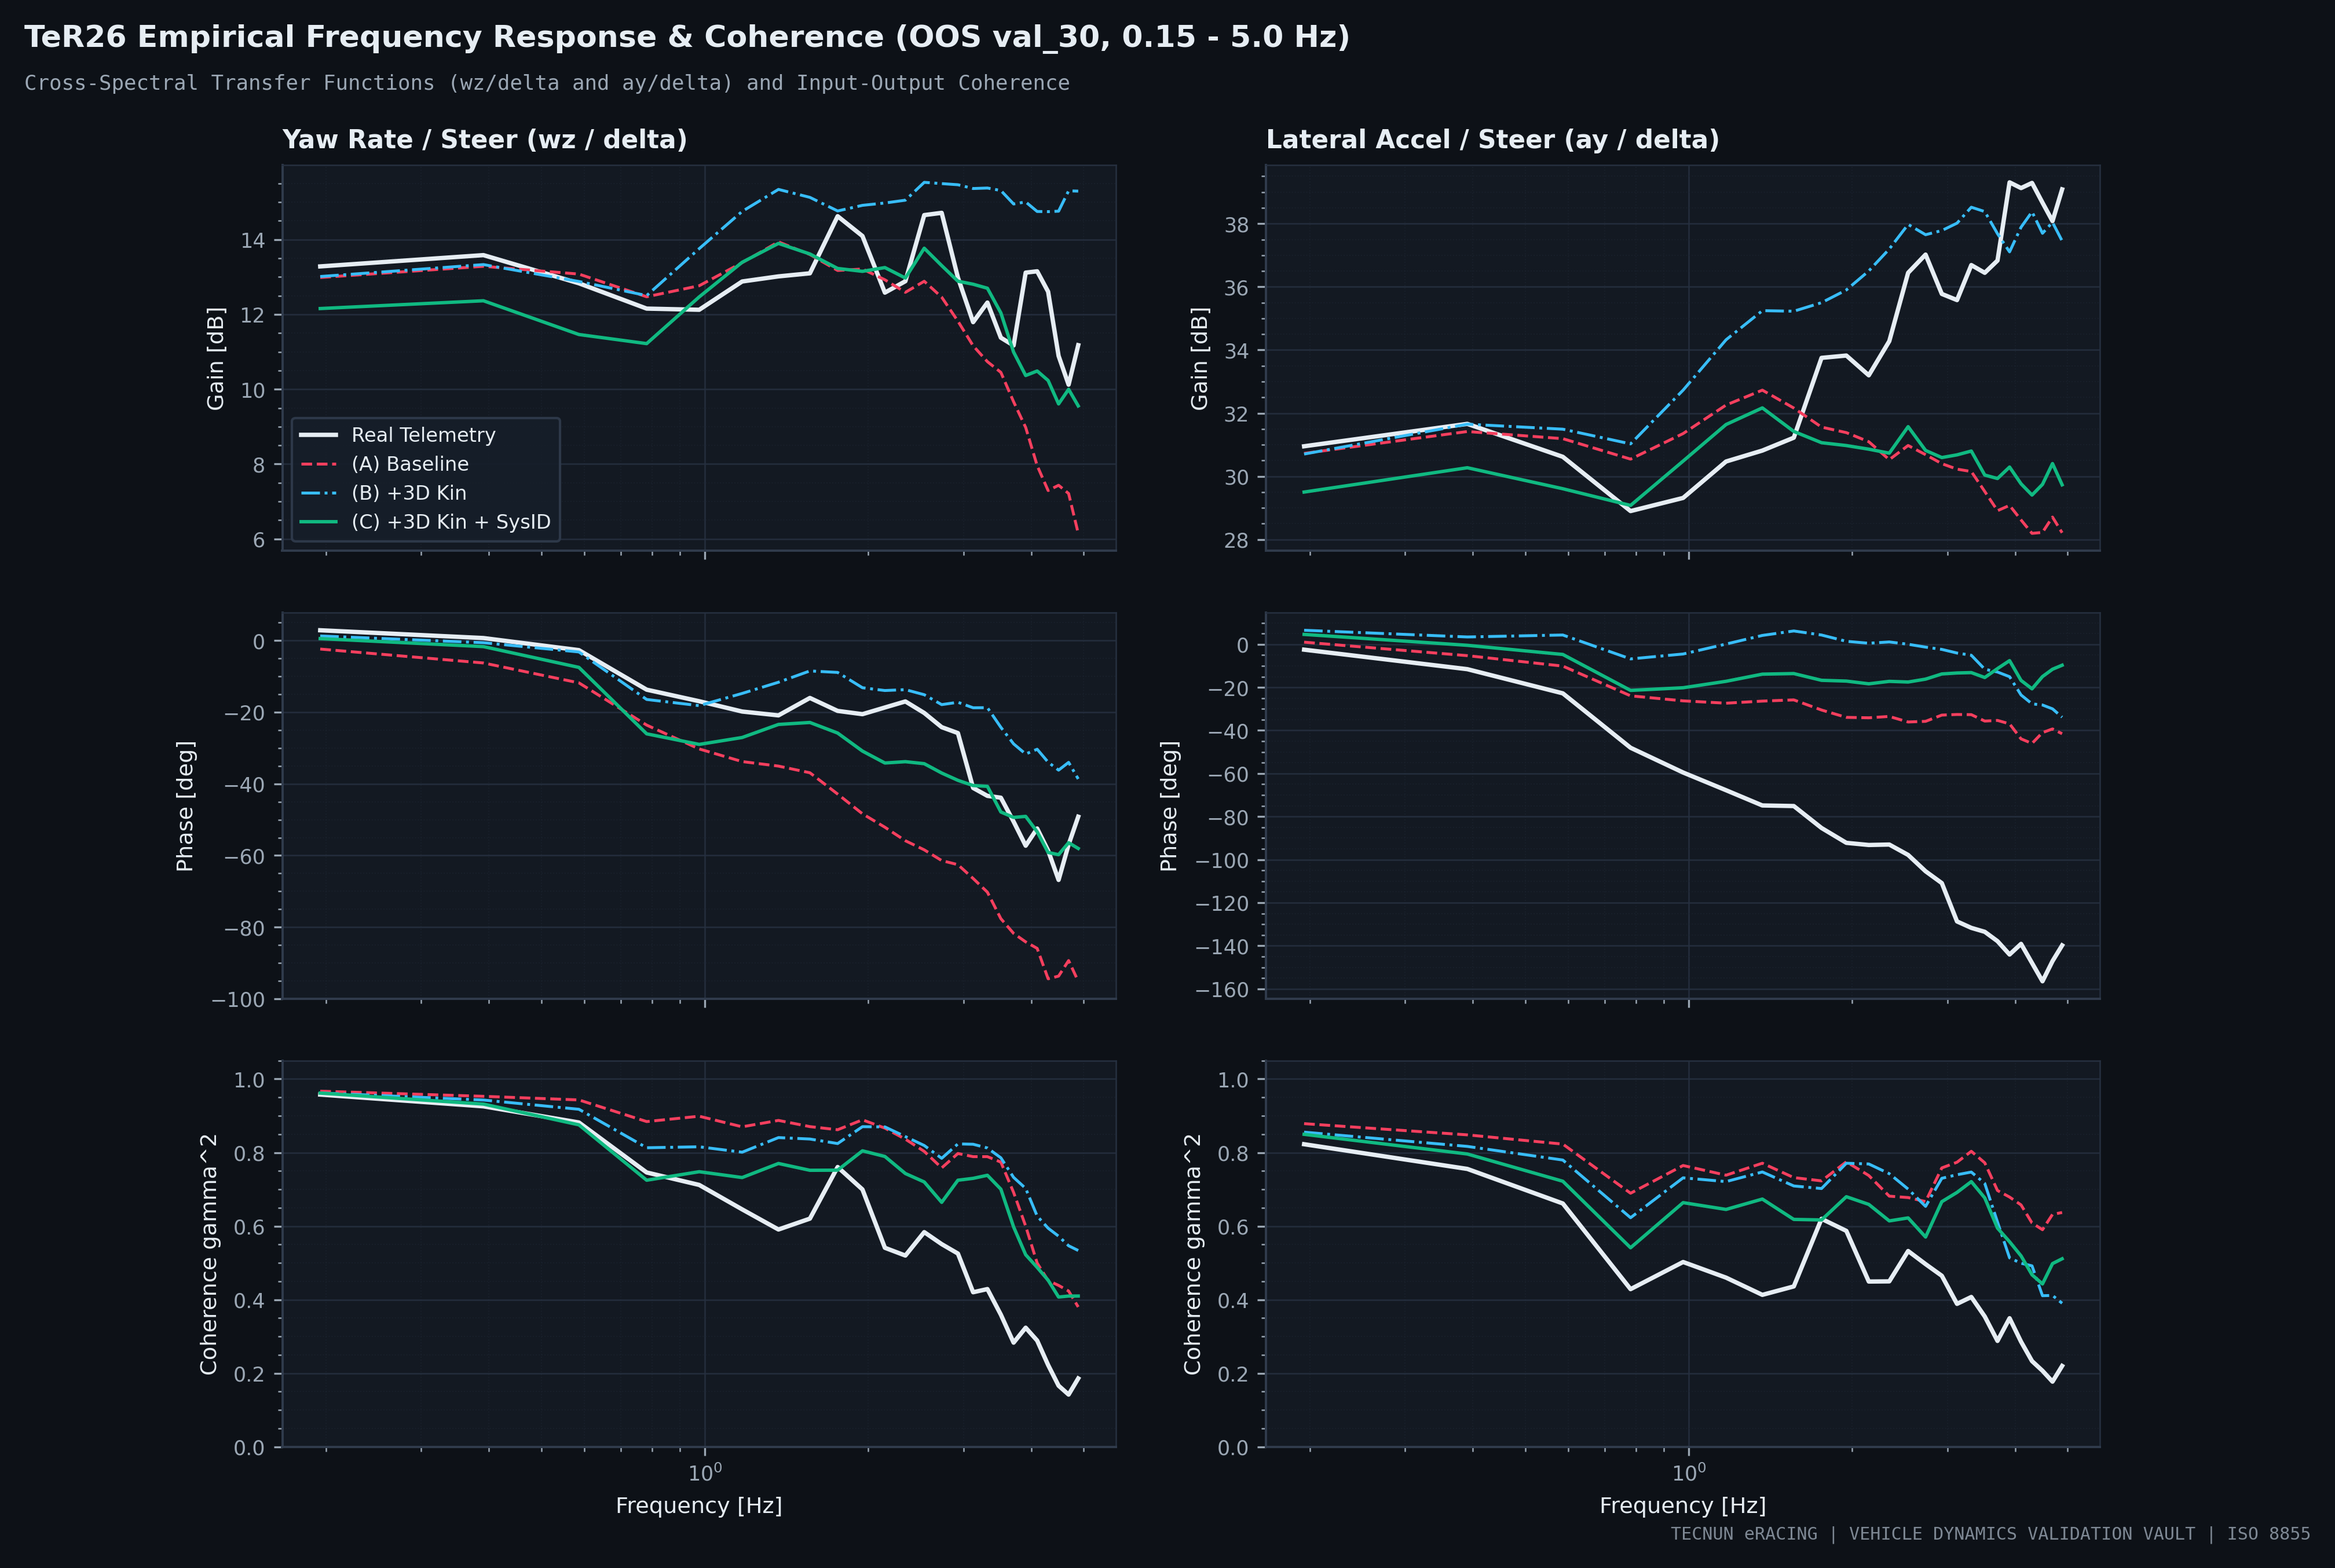 TeR26 Empirical Frequency Response & Coherence (OOS val_30, 0.15 - 5.0 Hz)
Cross-Spectral Transfer Functions (wz/delta and ay/delta) and Input-Output Coherence
Yaw Rate / Steer (wz / delta)
Gain [dB]
14
12
10
8
6
Real Telemetry
(A) Baseline
(B) +3D Kin
(C) +3D Kin + SysID
Lateral Accel / Steer (ay / delta)
Gain [dB]
38
36
34
32
30
28
Phase [deg]
0
−20
−40
−60
−80
−100
Phase [deg]
0
−20
−40
−60
−80
−100
−120
−140
−160
Coherence gamma^2
1.0
0.8
0.6
0.4
0.2
0.0
10⁰
Frequency [Hz]
Coherence gamma^2
1.0
0.8
0.6
0.4
0.2
0.0
10⁰
Frequency [Hz]
TECNUN eRACING | VEHICLE DYNAMICS VALIDATION VAULT | ISO 8855